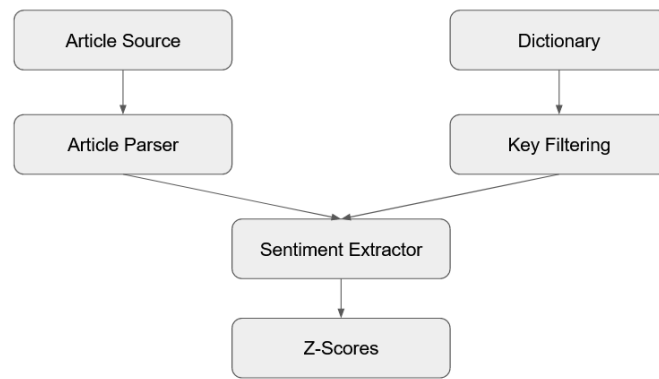 Article Source
Dictionary
Article Parser
Key Filtering
Sentiment Extractor
Z-Scores